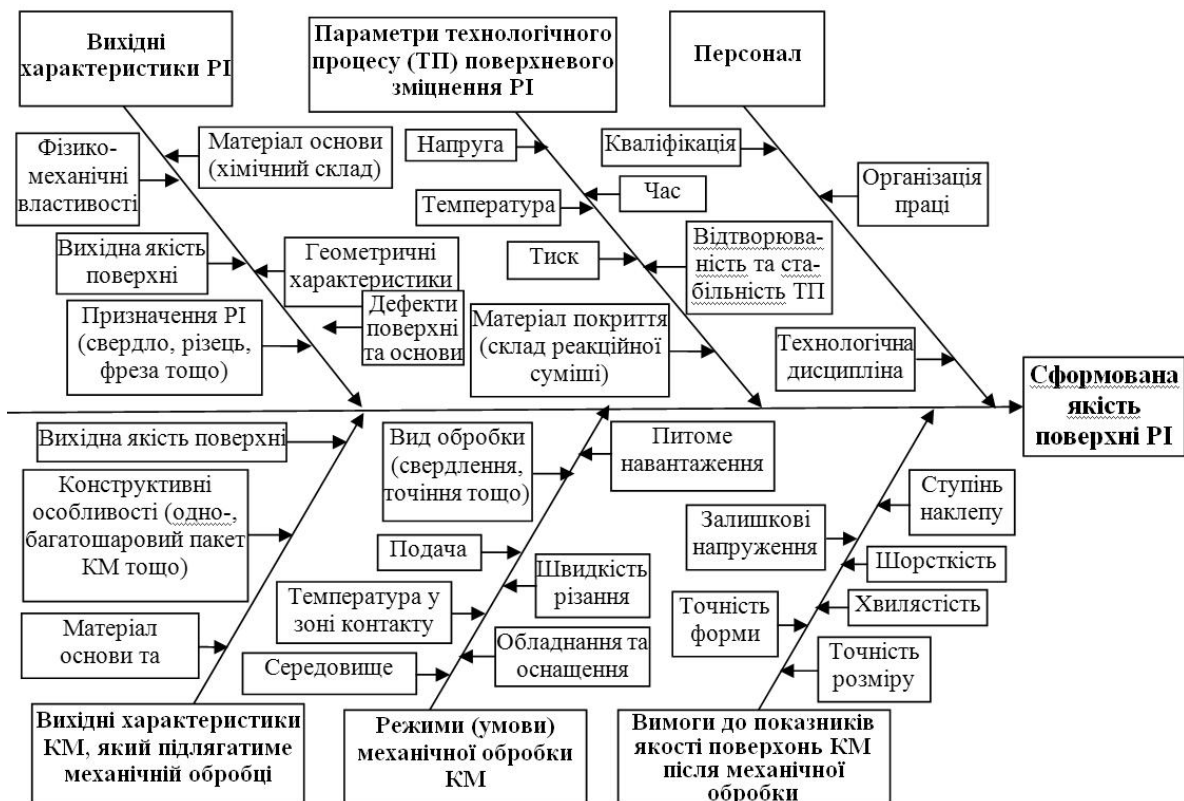 Вихідні
характеристики РІ
Параметри технологічного
процесу (ТП) поверхневого
зміцнення РІ
Персонал
Фізико-
механічні
властивості
Матеріал основи
(хімічний склад)
Вихідна якість
поверхні
Геометричні
характеристики
Призначення РІ
(свердло, різець,
фреза тощо)
Дефекти
поверхні
та основи
Напруга
Час
Температура
Тиск
Відтворюва-
ність та ста-
більність ТП
Матеріал покриття
(склад реакційної
суміші)
Кваліфікація
Організація
праці
Технологічна
дисципліна
Сформована
якість
поверхні РІ
Вихідна якість поверхні
Конструктивні
особливості (одно-,
багатошаровий пакет
КМ тощо)
Матеріал
основи та
Вид обробки
(свердлення,
точіння тощо)
Питоме
навантаження
Подача
Швидкість
різання
Температура у
зоні контакту
Обладнання та
оснащення
Середовище
Ступінь
наклепу
Залишкові
напруження
Шорсткість
Хвилястість
Точність
форми
Точність
розміру
Вихідні характеристики
КМ, який підлягатиме
механічній обробці
Режими (умови)
механічної обробки
КМ
Вимоги до показників
якості поверхонь КМ
після механічної
обробки